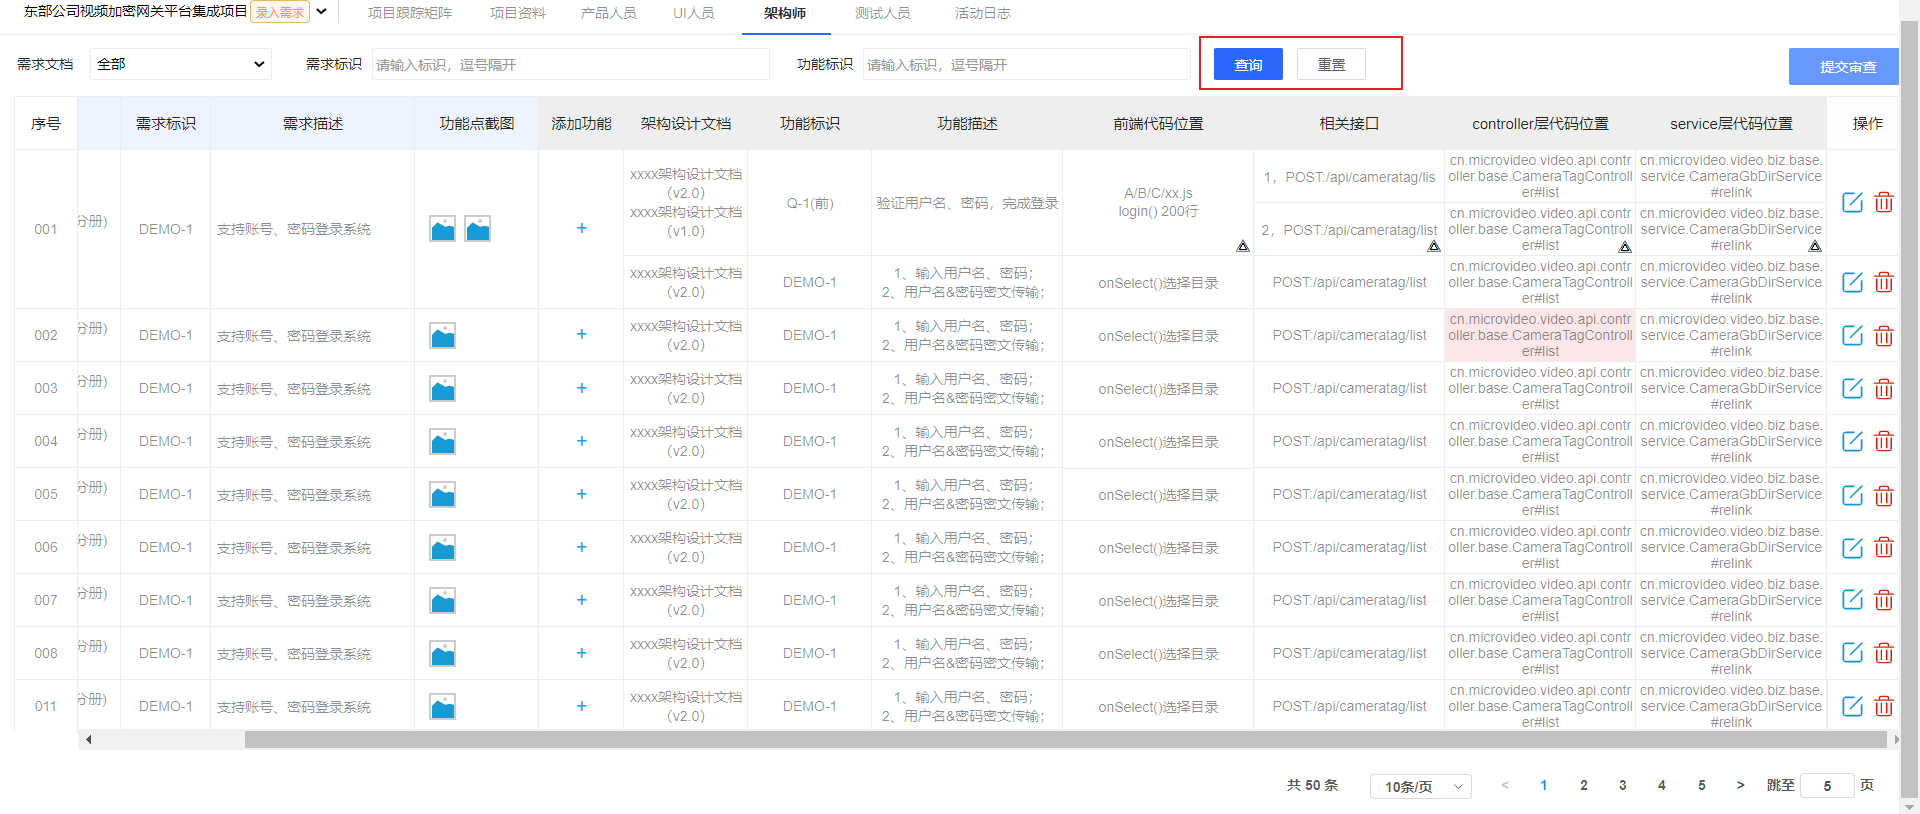 东部公司视频加密网关平台集成项目 录入需求 项目跟踪矩阵 项目资料 产品人员 UI人员 架构师 测试人员 活动日志
需求文档 全部 需求标识 请输入标识，逗号隔开 功能标识 请输入标识，逗号隔开 查询 重置 提交审查
序号 需求标识 需求描述 功能点截图 添加功能 架构设计文档 功能标识 功能描述 前端代码位置 相关接口 controller层代码位置 service层代码位置 操作
001 分册) DEMO-1 支持账号、密码登录系统 +
xxxx架构设计文档
(v2.0)
xxxx架构设计文档
(v1.0)
Q-1(前)
验证用户名、密码，完成登录
A/B/C/xx.js
login() 200行
1，POST:/api/cameratag/lis
2，POST:/api/cameratag/list
cn.microvideo.video.api.contr
oller.base.CameraTagControll
er#list
cn.microvideo.video.api.contr
oller.base.CameraTagControll
er#list
cn.microvideo.video.biz.base.
service.CameraGbDirService
#relink
cn.microvideo.video.biz.base.
service.CameraGbDirService
#relink
xxxx架构设计文档
(v2.0)
DEMO-1
1、输入用户名、密码；
2、用户名&密码密文传输；
onSelect()选择目录
POST:/api/cameratag/list
cn.microvideo.video.api.contr
oller.base.CameraTagControll
er#list
cn.microvideo.video.biz.base.
service.CameraGbDirService
#relink
002 分册) DEMO-1 支持账号、密码登录系统 +
xxxx架构设计文档
(v2.0)
DEMO-1
1、输入用户名、密码；
2、用户名&密码密文传输；
onSelect()选择目录
POST:/api/cameratag/list
cn.microvideo.video.api.contr
oller.base.CameraTagControll
er#list
cn.microvideo.video.biz.base.
service.CameraGbDirService
#relink
003 分册) DEMO-1 支持账号、密码登录系统 +
xxxx架构设计文档
(v2.0)
DEMO-1
1、输入用户名、密码；
2、用户名&密码密文传输；
onSelect()选择目录
POST:/api/cameratag/list
cn.microvideo.video.api.contr
oller.base.CameraTagControll
er#list
cn.microvideo.video.biz.base.
service.CameraGbDirService
#relink
004 分册) DEMO-1 支持账号、密码登录系统 +
xxxx架构设计文档
(v2.0)
DEMO-1
1、输入用户名、密码；
2、用户名&密码密文传输；
onSelect()选择目录
POST:/api/cameratag/list
cn.microvideo.video.api.contr
oller.base.CameraTagControll
er#list
cn.microvideo.video.biz.base.
service.CameraGbDirService
#relink
005 分册) DEMO-1 支持账号、密码登录系统 +
xxxx架构设计文档
(v2.0)
DEMO-1
1、输入用户名、密码；
2、用户名&密码密文传输；
onSelect()选择目录
POST:/api/cameratag/list
cn.microvideo.video.api.contr
oller.base.CameraTagControll
er#list
cn.microvideo.video.biz.base.
service.CameraGbDirService
#relink
006 分册) DEMO-1 支持账号、密码登录系统 +
xxxx架构设计文档
(v2.0)
DEMO-1
1、输入用户名、密码；
2、用户名&密码密文传输；
onSelect()选择目录
POST:/api/cameratag/list
cn.microvideo.video.api.contr
oller.base.CameraTagControll
er#list
cn.microvideo.video.biz.base.
service.CameraGbDirService
#relink
007 分册) DEMO-1 支持账号、密码登录系统 +
xxxx架构设计文档
(v2.0)
DEMO-1
1、输入用户名、密码；
2、用户名&密码密文传输；
onSelect()选择目录
POST:/api/cameratag/list
cn.microvideo.video.api.contr
oller.base.CameraTagControll
er#list
cn.microvideo.video.biz.base.
service.CameraGbDirService
#relink
008 分册) DEMO-1 支持账号、密码登录系统 +
xxxx架构设计文档
(v2.0)
DEMO-1
1、输入用户名、密码；
2、用户名&密码密文传输；
onSelect()选择目录
POST:/api/cameratag/list
cn.microvideo.video.api.contr
oller.base.CameraTagControll
er#list
cn.microvideo.video.biz.base.
service.CameraGbDirService
#relink
011 分册) DEMO-1 支持账号、密码登录系统 +
xxxx架构设计文档
(v2.0)
DEMO-1
1、输入用户名、密码；
2、用户名&密码密文传输；
onSelect()选择目录
POST:/api/cameratag/list
cn.microvideo.video.api.contr
oller.base.CameraTagControll
er#list
cn.microvideo.video.biz.base.
service.CameraGbDirService
#relink
共 50 条 10条/页 < 1 2 3 4 5 > 跳至 5 页